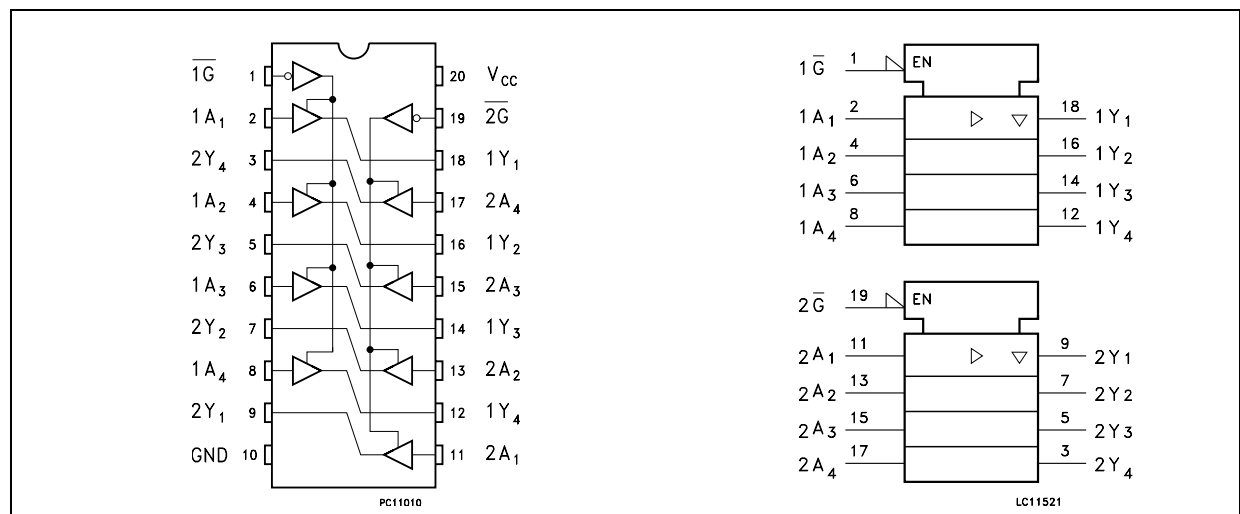 1G̅ 1 20 V_CC
1A₁ 2 19 2G̅
2Y₄ 3 18 1Y₁
1A₂ 4 17 2A₄
2Y₃ 5 16 1Y₂
1A₃ 6 15 2A₃
2Y₂ 7 14 1Y₃
1A₄ 8 13 2A₂
2Y₁ 9 12 1Y₄
GND 10 11 2A₁
PC11010
1G̅ 1 EN
1A₁ 2 18 1Y₁
1A₂ 4 16 1Y₂
1A₃ 6 14 1Y₃
1A₄ 8 12 1Y₄
2G̅ 19 EN
2A₁ 11 9 2Y₁
2A₂ 13 7 2Y₂
2A₃ 15 5 2Y₃
2A₄ 17 3 2Y₄
LC11521